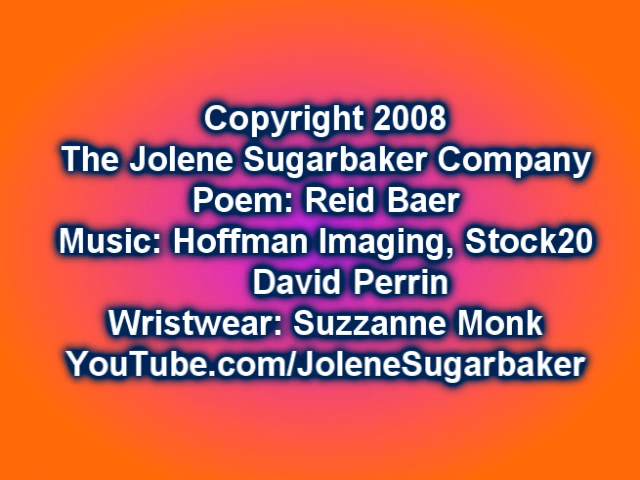 Copyright 2008
The Jolene Sugarbaker Company
Poem: Reid Baer
Music: Hoffman Imaging, Stock20
David Perrin
Wristwear: Suzzanne Monk
YouTube.com/JoleneSugarbaker